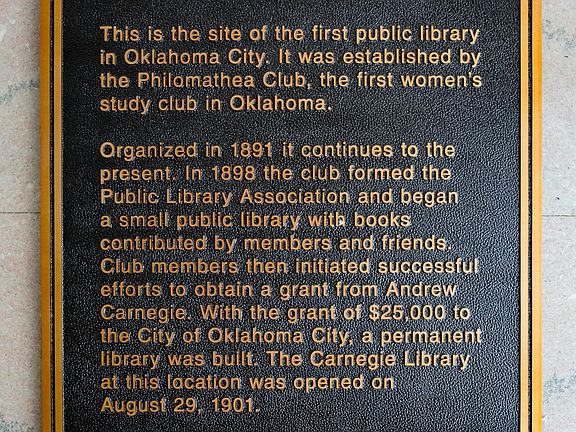 This is the site of the first public library
in Oklahoma City. It was established by
the Philomathea Club, the first women's
study club in Oklahoma.
Organized in 1891 it continues to the
present. In 1898 the club formed the
Public Library Association and began
a small public library with books
contributed by members and friends.
Club members then initiated successful
efforts to obtain a grant from Andrew
Carnegie. With the grant of $25,000 to
the City of Oklahoma City, a permanent
library was built. The Carnegie Library
at this location was opened on
August 29, 1901.